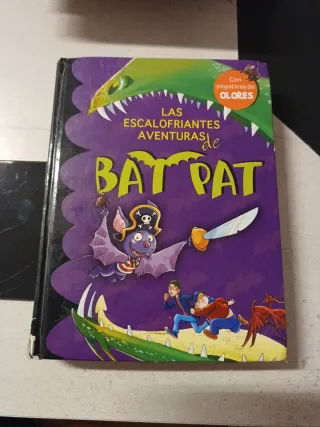 Con
pegatinas de
OLORES
LAS
ESCALOFRIANTES
AVENTURAS
de
BAT PAT